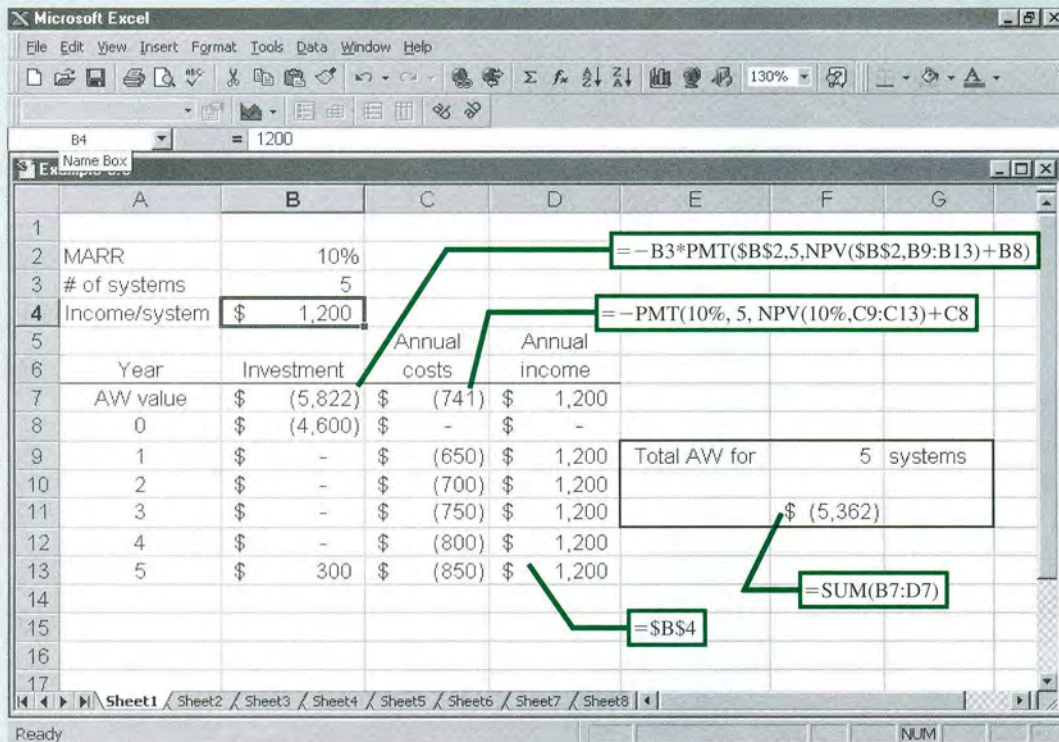 Microsoft Excel
File Edit View Insert Format Tools Data Window Help
Σ fx 130%
B4 = 1200
Name Box
A B C D E F G
1
2 MARR 10% =−B3*PMT($B$2,5,NPV($B$2,B9:B13)+B8)
3 # of systems 5
4 Income/system $ 1,200 =−PMT(10%, 5, NPV(10%,C9:C13)+C8
5 Annual Annual
6 Year Investment costs income
7 AW value $ (5,822) $ (741) $ 1,200
8 0 $ (4,600) $ - $ -
9 1 $ - $ (650) $ 1,200 Total AW for 5 systems
10 2 $ - $ (700) $ 1,200
11 3 $ - $ (750) $ 1,200 $ (5,362)
12 4 $ - $ (800) $ 1,200
13 5 $ 300 $ (850) $ 1,200
14 =SUM(B7:D7)
15 =$B$4
16
17
Sheet1 Sheet2 Sheet3 Sheet4 Sheet5 Sheet6 Sheet7 Sheet8
Ready NUM